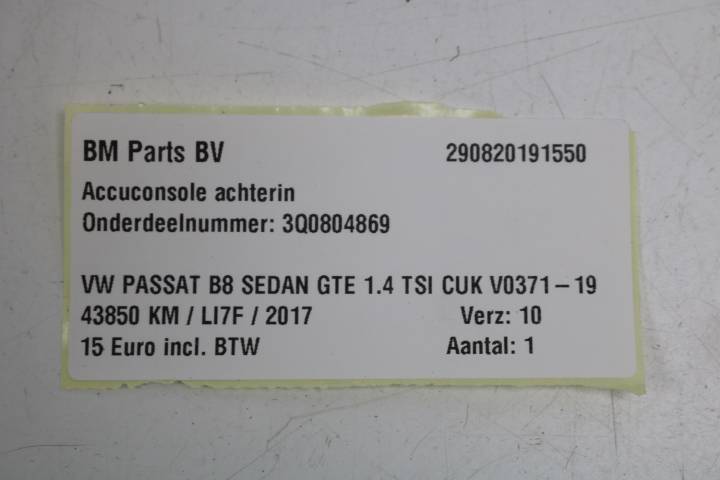 BM Parts BV 290820191550
Accuconsole achterin
Onderdeelnummer: 3Q0804869
VW PASSAT B8 SEDAN GTE 1.4 TSI CUK V0371-19
43850 KM / LI7F / 2017 Verz: 10
15 Euro incl. BTW Aantal: 1